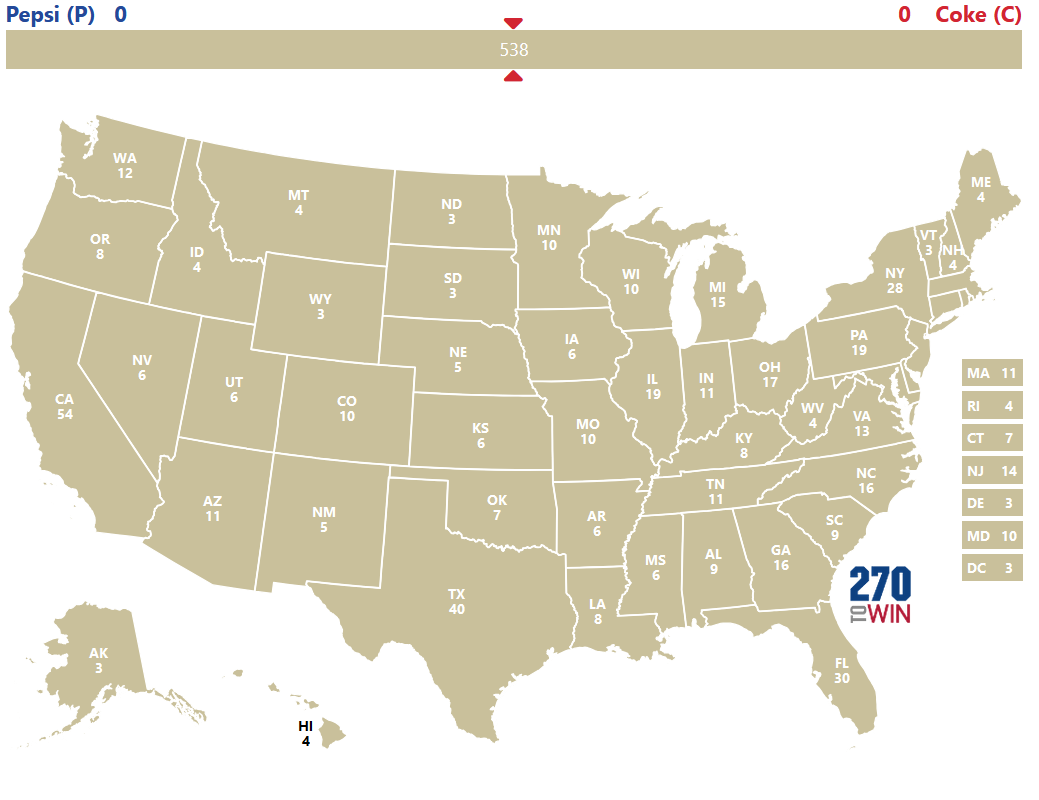 Pepsi (P) 0
0 Coke (C)
538
WA
12
OR
8
CA
54
NV
6
ID
4
MT
4
WY
3
UT
6
CO
10
AZ
11
NM
5
ND
3
SD
3
NE
5
KS
6
OK
7
TX
40
MN
10
IA
6
MO
10
AR
6
LA
8
WI
10
IL
19
MI
15
IN
11
OH
17
KY
8
TN
11
MS
6
AL
9
GA
16
FL
30
SC
9
NC
16
VA
13
WV
4
PA
19
NY
28
VT
3
NH
4
ME
4
MA 11
RI 4
CT 7
NJ 14
DE 3
MD 10
DC 3
270
TO WIN
AK
3
HI
4